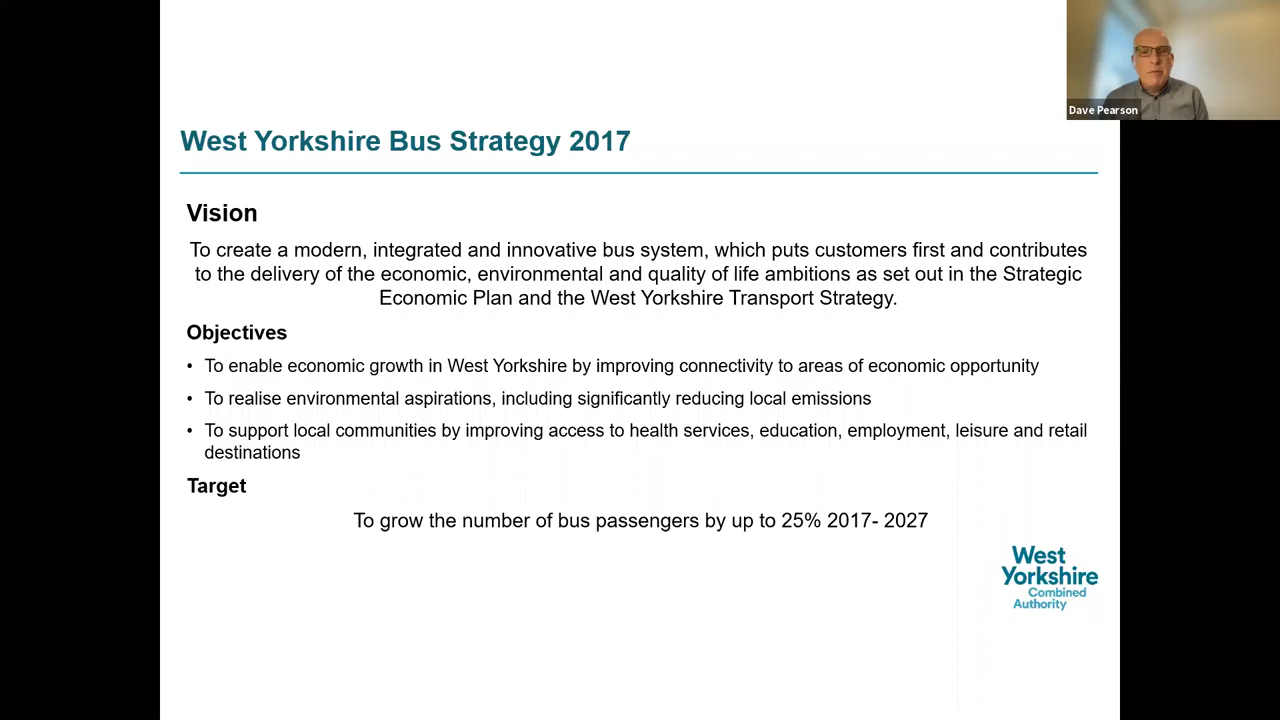 Dave Pearson
West Yorkshire Bus Strategy 2017
Vision
To create a modern, integrated and innovative bus system, which puts customers first and contributes
to the delivery of the economic, environmental and quality of life ambitions as set out in the Strategic
Economic Plan and the West Yorkshire Transport Strategy.
Objectives
• To enable economic growth in West Yorkshire by improving connectivity to areas of economic opportunity
• To realise environmental aspirations, including significantly reducing local emissions
• To support local communities by improving access to health services, education, employment, leisure and retail
destinations
Target
To grow the number of bus passengers by up to 25% 2017- 2027
West
Yorkshire
Combined
Authority